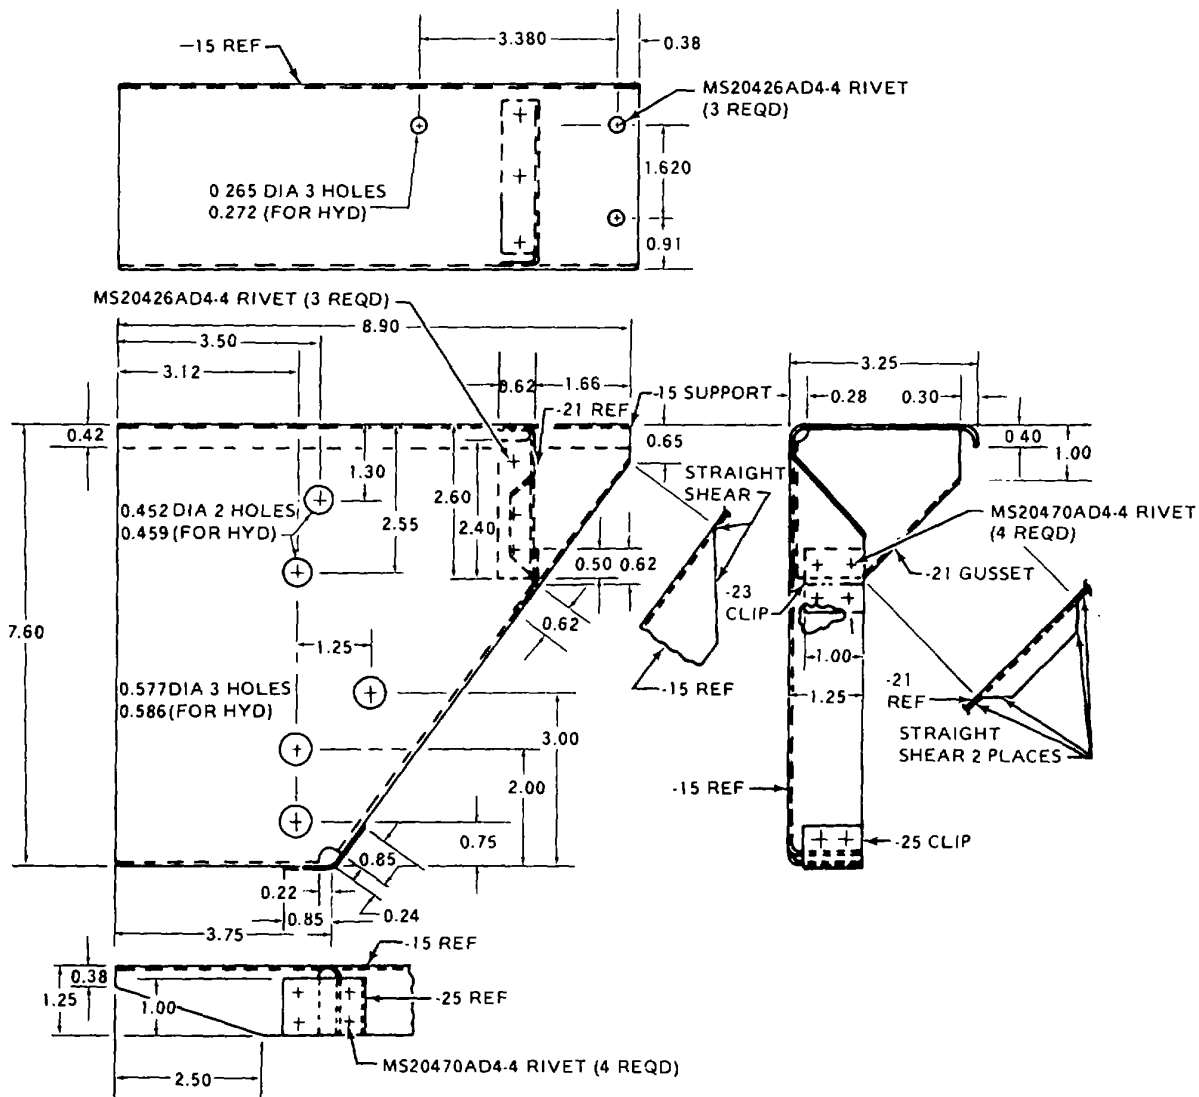 3.380
0.38
-15 REF
MS20426AD4-4 RIVET
(3 REQD)
0 265 DIA 3 HOLES
0.272 (FOR HYD)
1.620
0.91
MS20426AD4-4 RIVET (3 REQD)
8.90
3.50
3.12
0.62
1.66
-15 SUPPORT
-21 REF
3.25
0.28
0.30
0.42
0.65
0.40
1.00
1.30
STRAIGHT
SHEAR
2.60
0.452 DIA 2 HOLES
0.459 (FOR HYD)
2.55
2.40
MS20470AD4-4 RIVET
(4 REQD)
0.50
0.62
-23
CLIP
-21 GUSSET
0.62
7.60
1.25
1.00
-15 REF
1.25
-21
REF
0.577 DIA 3 HOLES
0.586 (FOR HYD)
3.00
STRAIGHT
SHEAR 2 PLACES
2.00
-15 REF
0.75
0.85
-25 CLIP
0.22
0.85
0.24
3.75
-15 REF
0.38
1.25
1.00
-25 REF
MS20470AD4-4 RIVET (4 REQD)
2.50